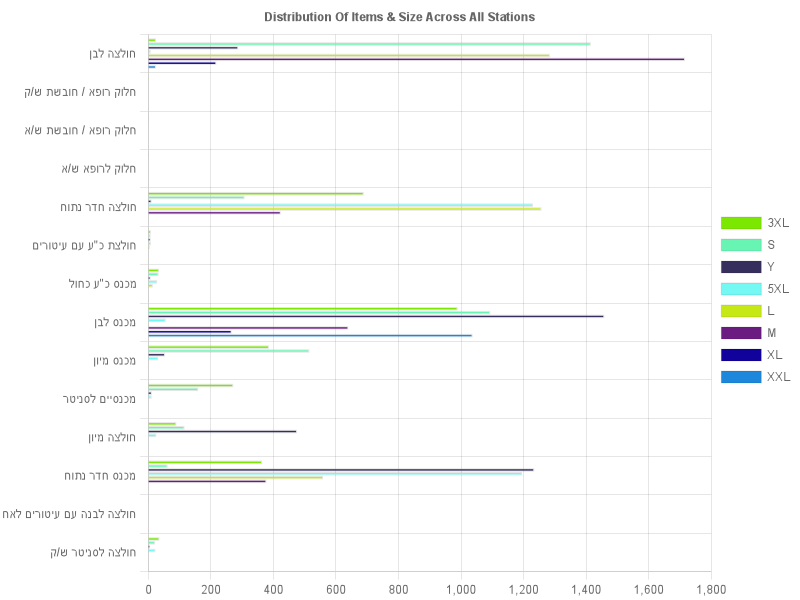 Distribution Of Items & Size Across All Stations
חולצה לבן
חלוק רופא / חובשת ש/ק
חלוק רופא / חובשת ש/א
חלוק לרופא ש/א
חולצה חדר נתוח
חולצת כ"ע עם עיטורים
מכנס כ"ע כחול
מכנס לבן
מכנס מיון
מכנסיים לסניטר
חולצה מיון
מכנס חדר נתוח
חולצה לבנה עם עיטורים לאח
חולצה לסניטר ש/ק
0 200 400 600 800 1,000 1,200 1,400 1,600 1,800
3XL
S
Y
5XL
L
M
XL
XXL